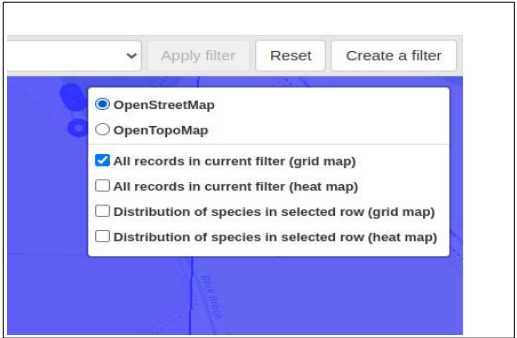 Apply filter Reset Create a filter
OpenStreetMap
OpenTopoMap
All records in current filter (grid map)
All records in current filter (heat map)
Distribution of species in selected row (grid map)
Distribution of species in selected row (heat map)
Brook